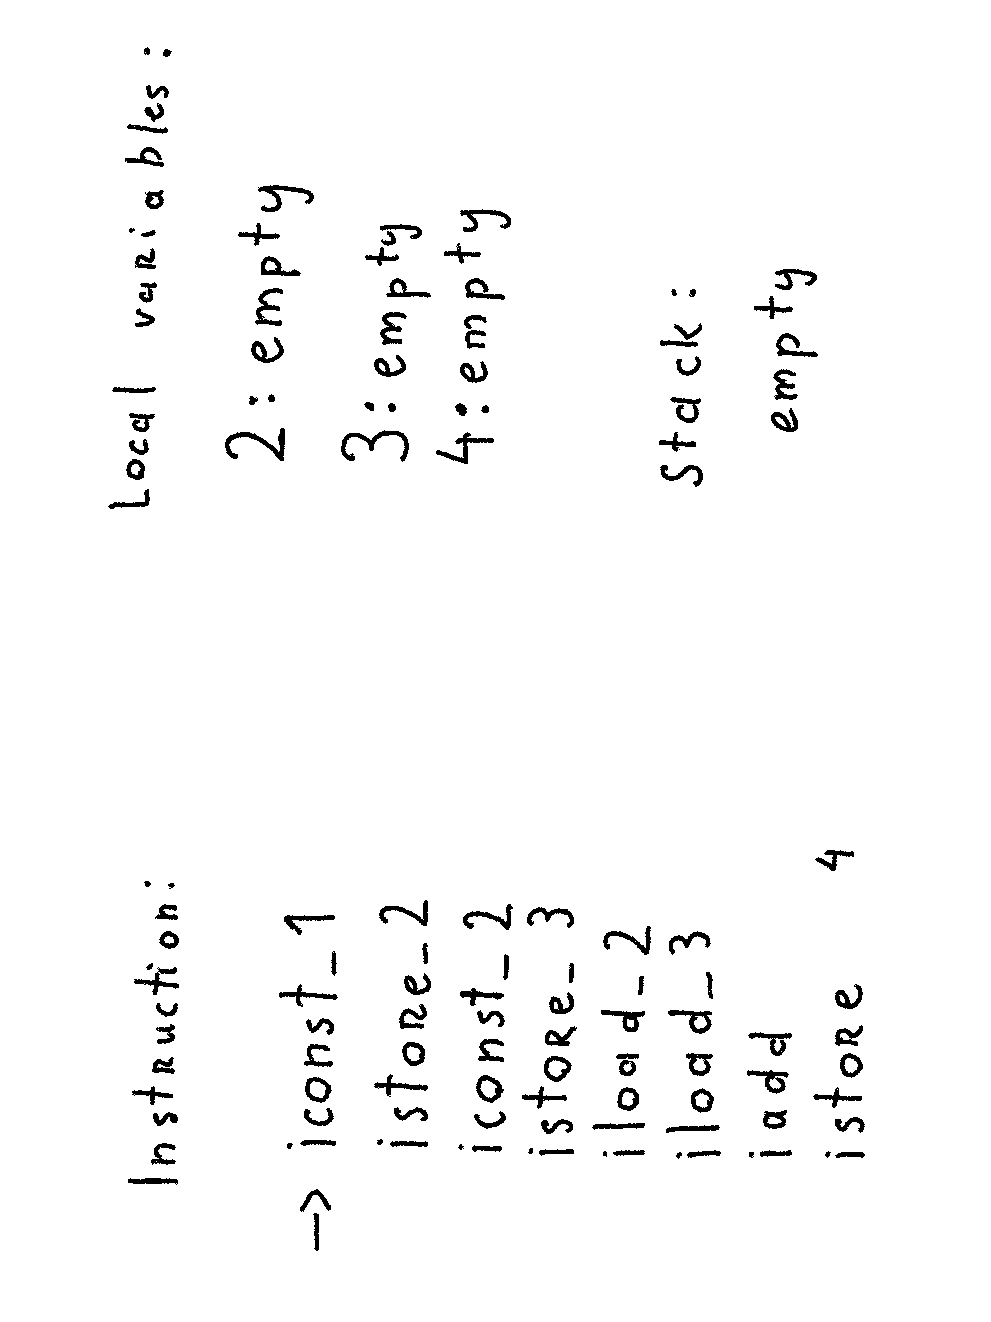 Instruction:
→ iconst_1
istore_2
iconst_2
istore_3
iload_2
iload_3
iadd
istore 4
Local variables:
2: empty
3: empty
4: empty
Stack:
empty